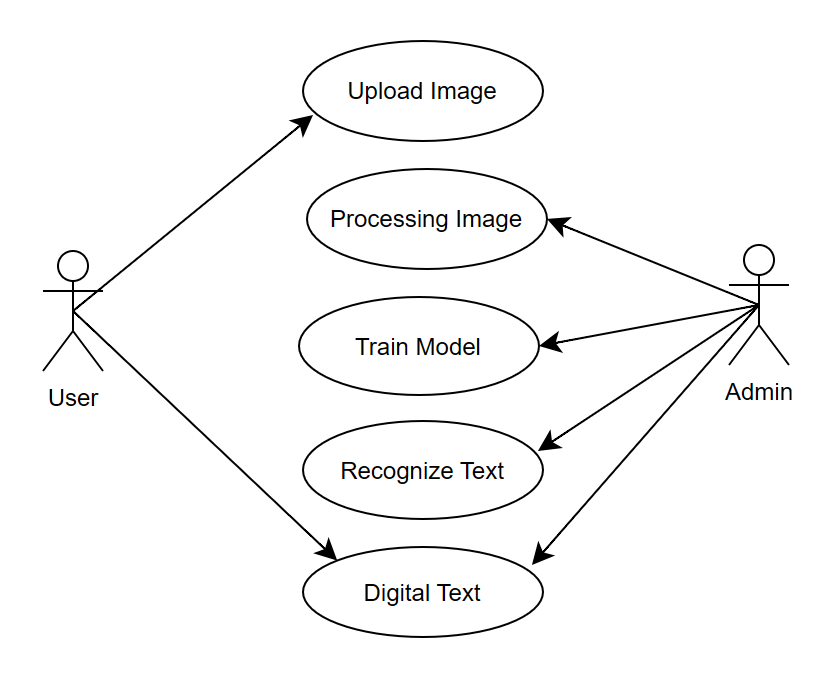 Upload Image
Processing Image
Train Model
Recognize Text
Digital Text
User
Admin